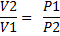 V2/V1 = P1/P2